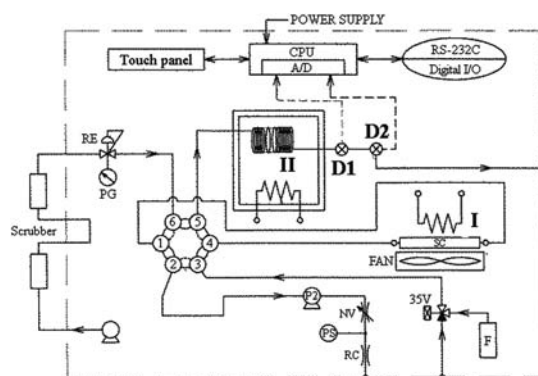 POWER SUPPLY
CPU
A/D
Touch panel
RS-232C
Digital I/O
RE
PG
Scrubber
II
D1
D2
I
SC
FAN
6
5
1
4
2
3
P2
NV
PS
RC
35V
F